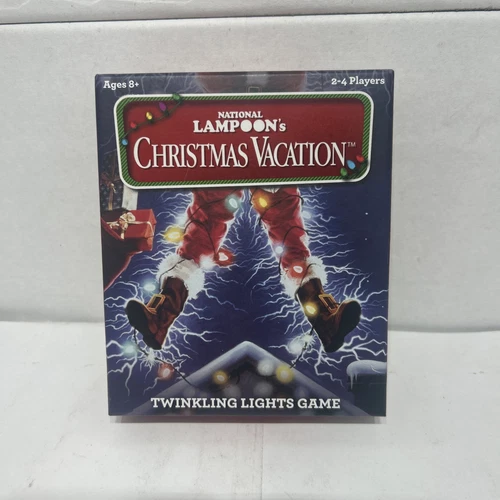 Ages 8+
2-4 Players
NATIONAL
LAMPOON's
CHRISTMAS VACATION™
TWINKLING LIGHTS GAME